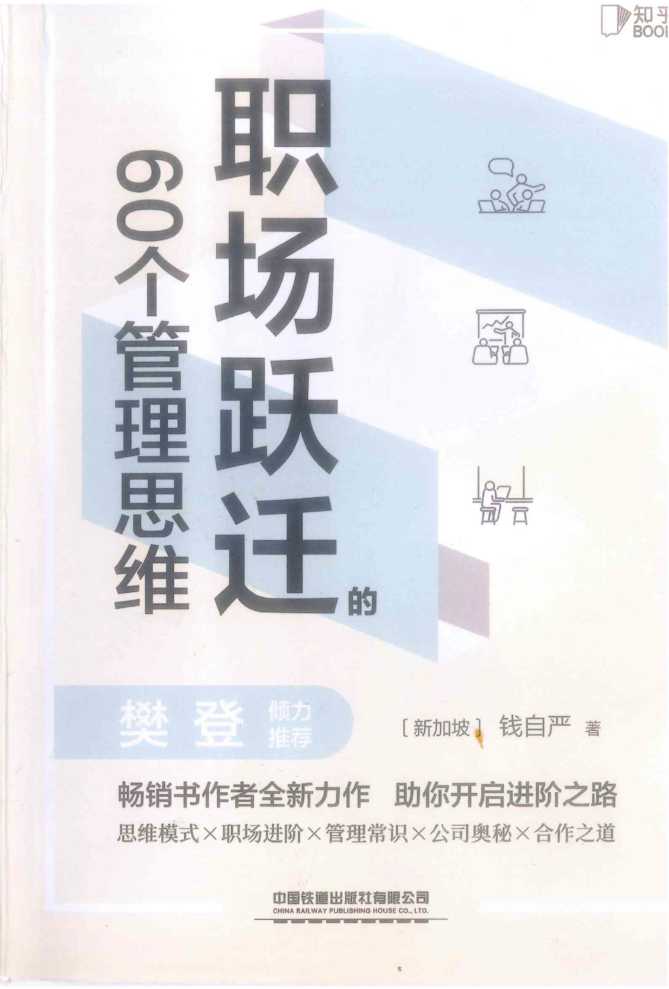 知乎
BOOK
职场跃迁的
60个管理思维
樊登
倾力
推荐
[新加坡] 钱自严 著
畅销书作者全新力作 助你开启进阶之路
思维模式×职场进阶×管理常识×公司奥秘×合作之道
中国铁道出版社有限公司
CHINA RAILWAY PUBLISHING HOUSE CO., LTD.